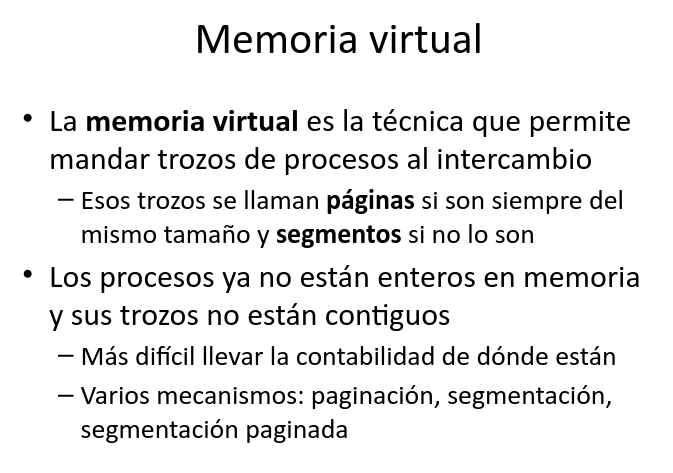 Memoria virtual
• La memoria virtual es la técnica que permite
mandar trozos de procesos al intercambio
– Esos trozos se llaman páginas si son siempre del
mismo tamaño y segmentos si no lo son
• Los procesos ya no están enteros en memoria
y sus trozos no están contiguos
– Más difícil llevar la contabilidad de dónde están
– Varios mecanismos: paginación, segmentación,
segmentación paginada